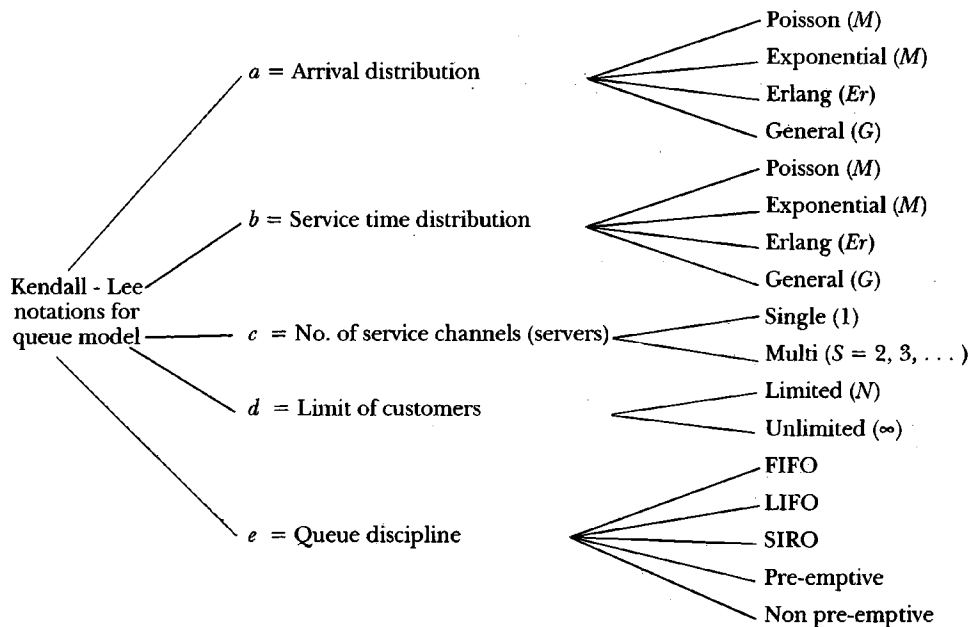 Kendall - Lee
notations for
queue model
a = Arrival distribution
Poisson (M)
Exponential (M)
Erlang (Er)
General (G)
b = Service time distribution
Poisson (M)
Exponential (M)
Erlang (Er)
General (G)
c = No. of service channels (servers)
Single (1)
Multi (S = 2, 3, . . . )
d = Limit of customers
Limited (N)
Unlimited (∞)
e = Queue discipline
FIFO
LIFO
SIRO
Pre-emptive
Non pre-emptive